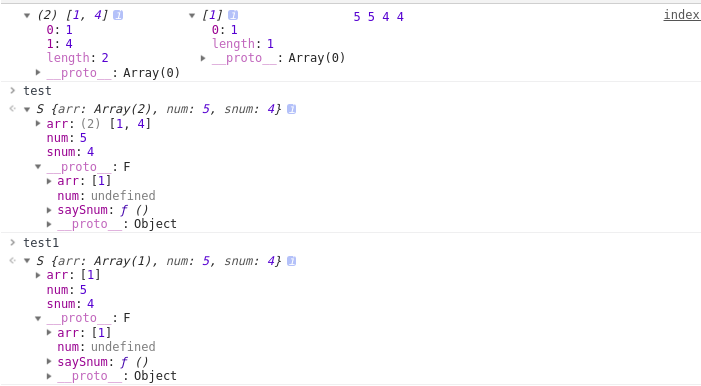 (2) [1, 4] i [1] i 5 5 4 4 index
0: 1 0: 1
1: 4 length: 1
length: 2 __proto__: Array(0)
__proto__: Array(0)
test
S {arr: Array(2), num: 5, snum: 4} i
arr: (2) [1, 4]
num: 5
snum: 4
__proto__: F
arr: [1]
num: undefined
saySnum: ƒ ()
__proto__: Object
test1
S {arr: Array(1), num: 5, snum: 4} i
arr: [1]
num: 5
snum: 4
__proto__: F
arr: [1]
num: undefined
saySnum: ƒ ()
__proto__: Object